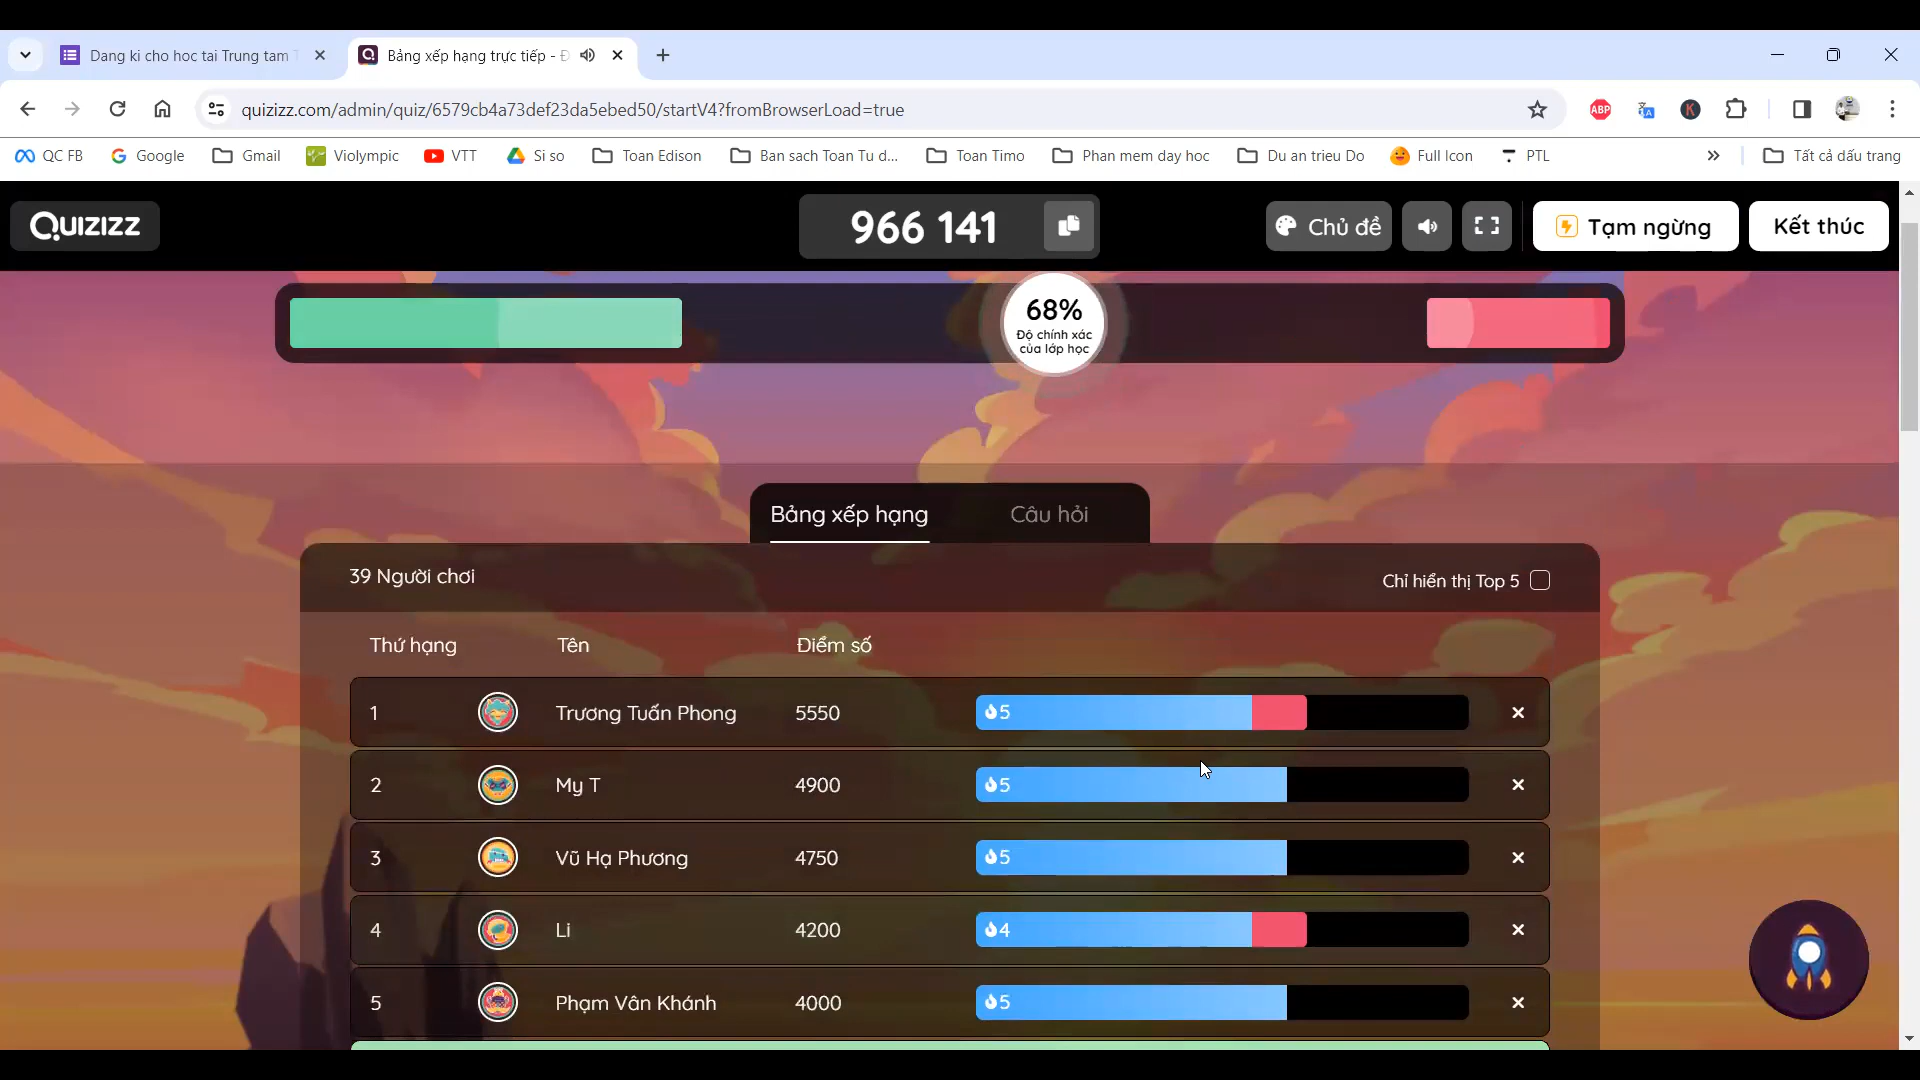 Dang ki cho hoc tai Trung tam T
Bảng xếp hạng trực tiếp - Đ
quizizz.com/admin/quiz/6579cb4a73def23da5ebed50/startV4?fromBrowserLoad=true
ABP
K
QC FB
Google
Gmail
Violympic
VTT
Si so
Toan Edison
Ban sach Toan Tu d...
Toan Timo
Phan mem day hoc
Du an trieu Do
Full Icon
PTL
»
Tất cả dấu trang
QUIZIZZ
966 141
Chủ đề
Tạm ngừng
Kết thúc
68%
Độ chính xác
của lớp học
Bảng xếp hạng
Câu hỏi
39 Người chơi
Chỉ hiển thị Top 5
Thứ hạng Tên Điểm số
1 Trương Tuấn Phong 5550 5
2 My T 4900 5
3 Vũ Hạ Phương 4750 5
4 Li 4200 4
5 Phạm Vân Khánh 4000 5